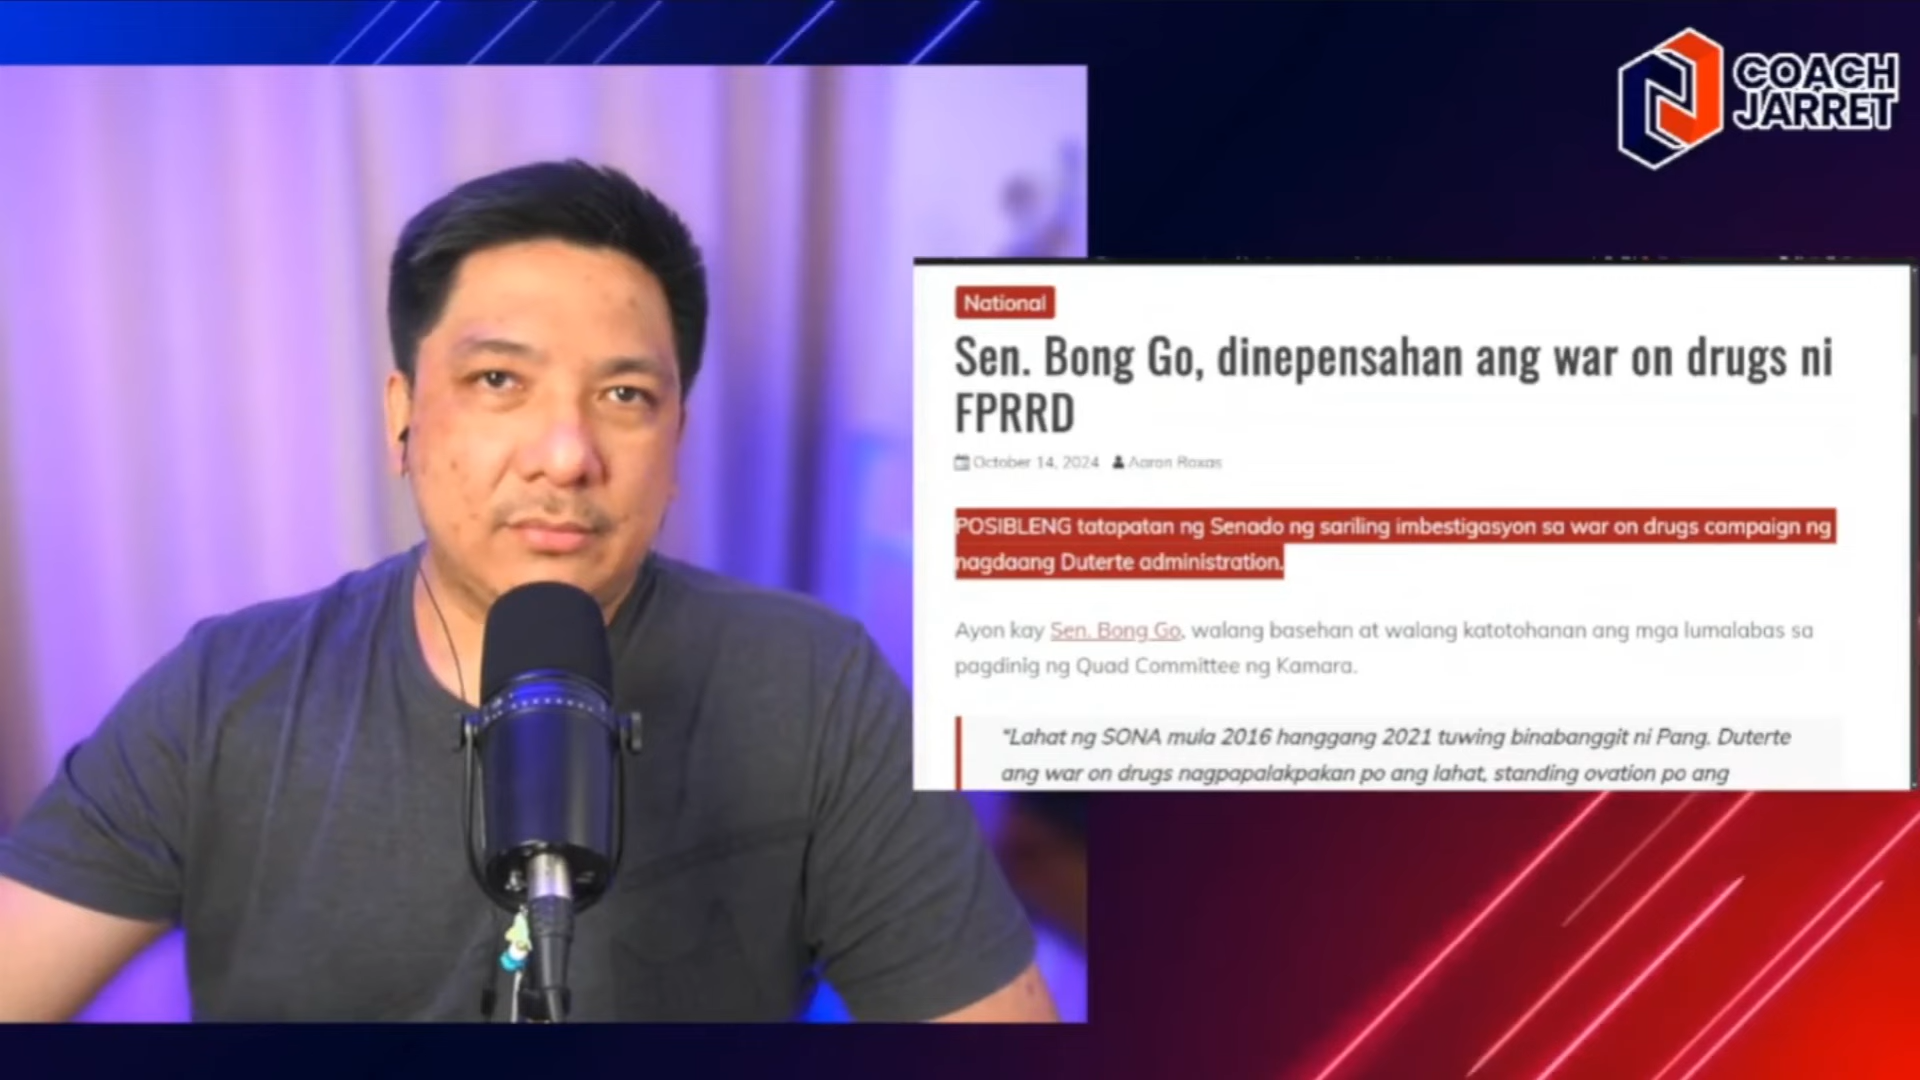 COACH
JARRET
National
Sen. Bong Go, dinepensahan ang war on drugs ni
FPRRD
October 14, 2024 Aaron Roxas
POSIBLENG tatapatan ng Senado ng sariling imbestigasyon sa war on drugs campaign ng
nagdaang Duterte administration.
Ayon kay Sen. Bong Go, walang basehan at walang katotohanan ang mga lumalabas sa
pagdinig ng Quad Committee ng Kamara.
“Lahat ng SONA mula 2016 hanggang 2021 tuwing binabanggit ni Pang. Duterte
ang war on drugs nagpapalakpakan po ang lahat, standing ovation po ang